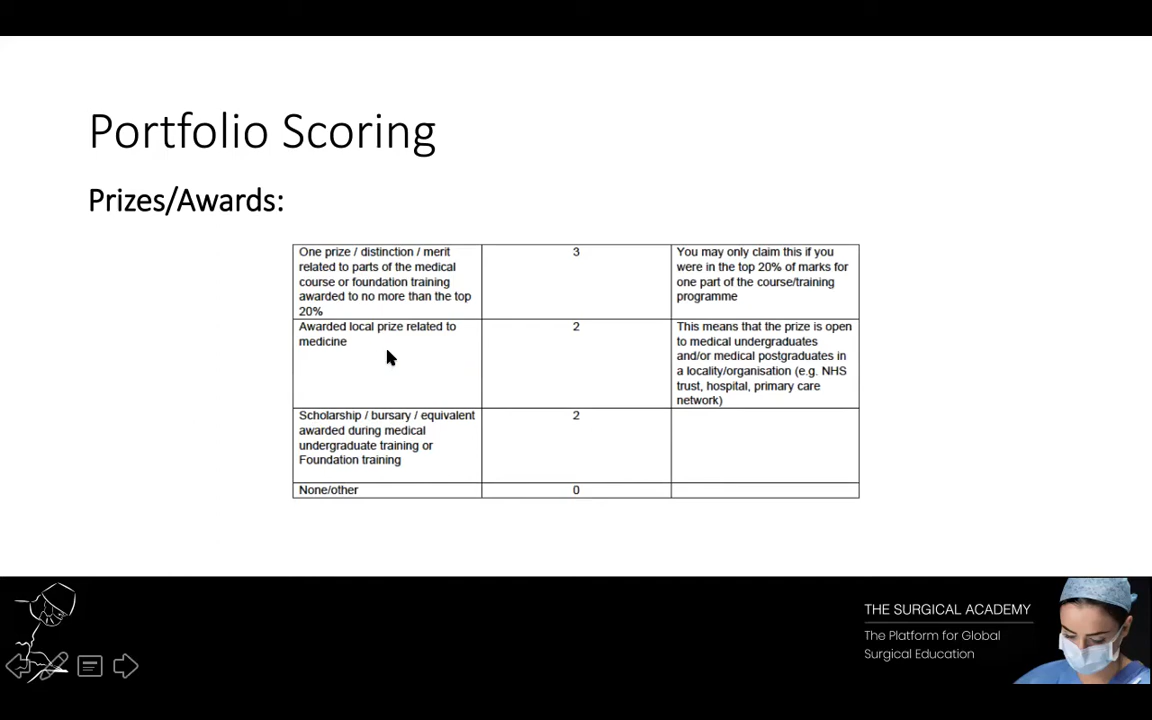 Portfolio Scoring
Prizes/Awards:
One prize / distinction / merit
related to parts of the medical
course or foundation training
awarded to no more than the top
20%
3
You may only claim this if you
were in the top 20% of marks for
one part of the course/training
programme
Awarded local prize related to
medicine
2
This means that the prize is open
to medical undergraduates
and/or medical postgraduates in
a locality/organisation (e.g. NHS
trust, hospital, primary care
network)
Scholarship / bursary / equivalent
awarded during medical
undergraduate training or
Foundation training
2
None/other
0
THE SURGICAL ACADEMY
The Platform for Global
Surgical Education